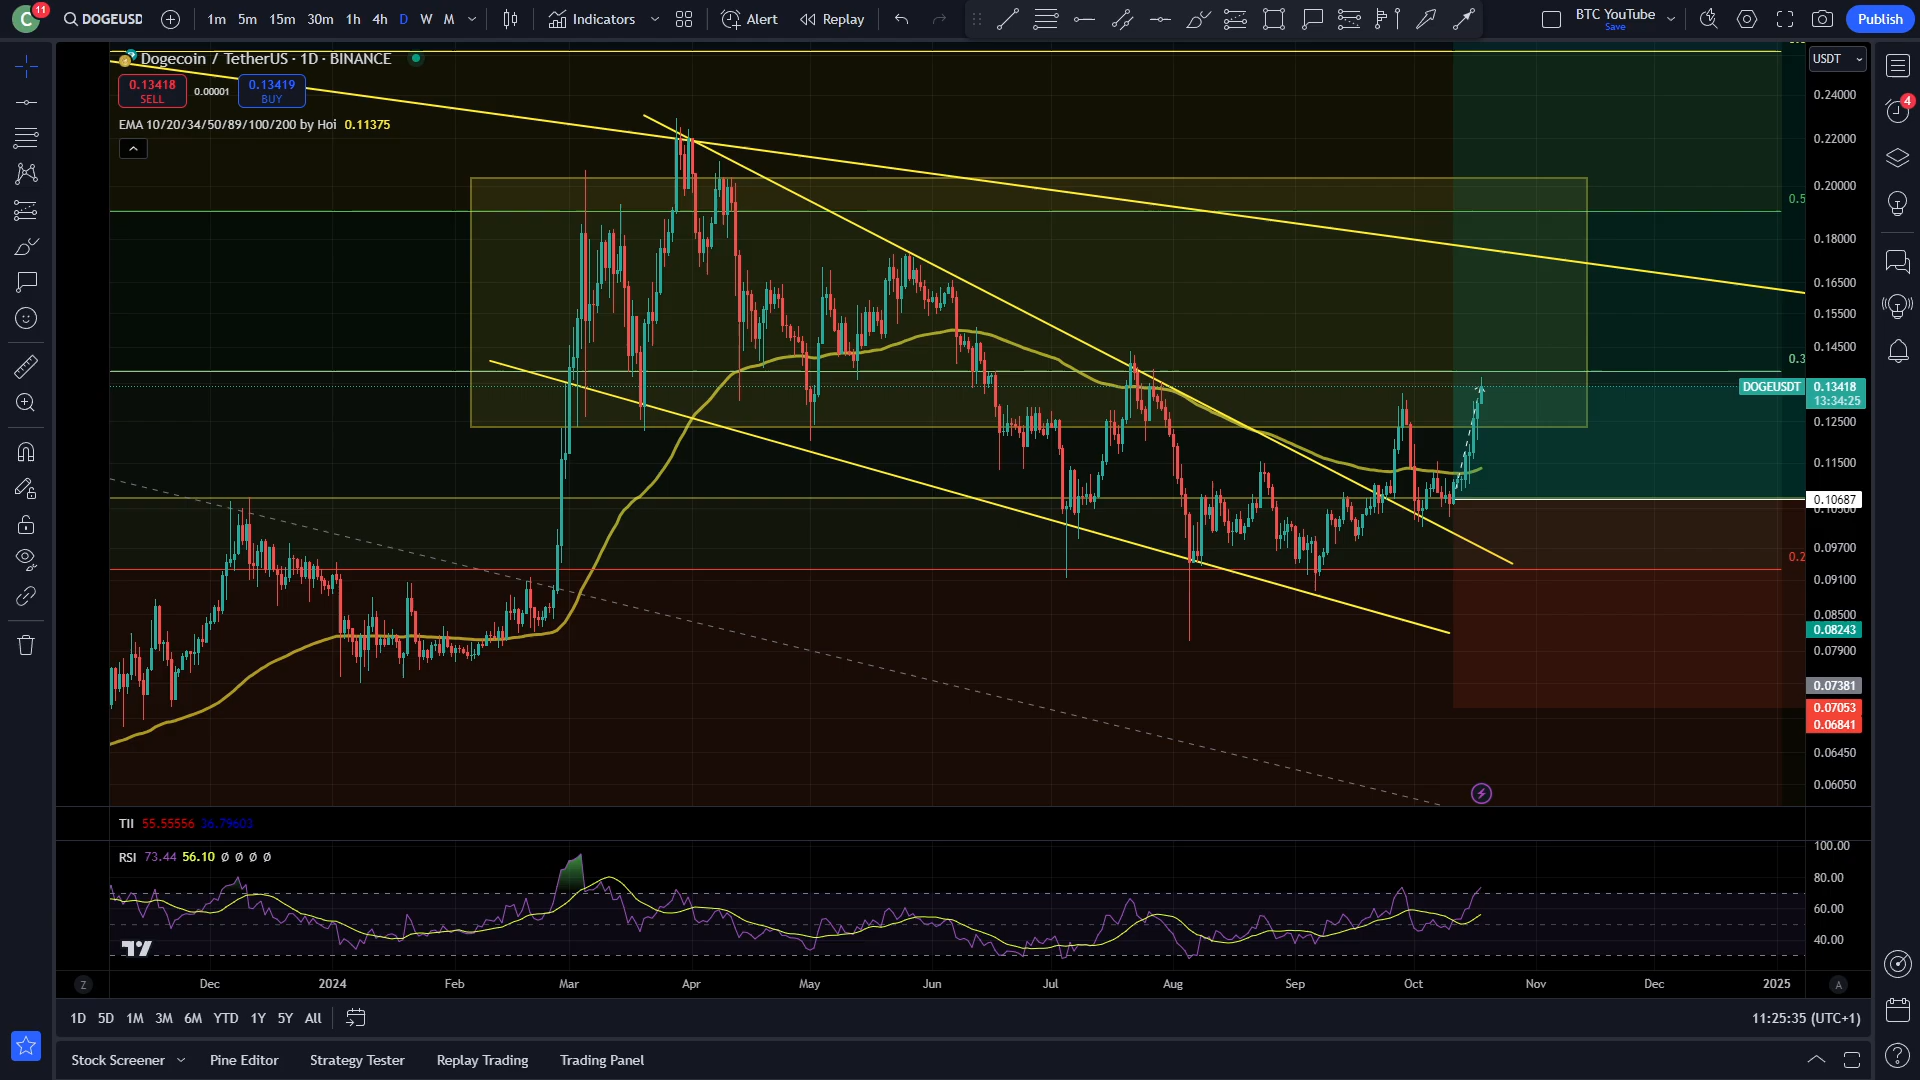 C 11 DOGEUSD 1m 5m 15m 30m 1h 4h D W M Indicators Alert Replay BTC YouTube Save Publish
Dogecoin / TetherUS · 1D · BINANCE
0.13418 SELL 0.00001 0.13419 BUY
EMA 10/20/34/50/89/100/200 by Hoi 0.11375
USDT
4
0.24000
0.22000
0.20000
0.5
0.18000
0.16500
0.15500
0.14500
0.3
DOGEUSDT 0.13418
13:34:25
0.12500
0.11500
0.10687
0.10500
0.09700
0.2
0.09100
0.08500
0.08243
0.07900
0.07381
0.07053
0.06841
0.06450
0.06050
TII 55.55556 36.79603
RSI 73.44 56.10 Ø Ø Ø Ø
100.00
80.00
60.00
40.00
Z Dec 2024 Feb Mar Apr May Jun Jul Aug Sep Oct Nov Dec 2025 A
1D 5D 1M 3M 6M YTD 1Y 5Y All 11:25:35 (UTC+1)
Stock Screener Pine Editor Strategy Tester Replay Trading Trading Panel